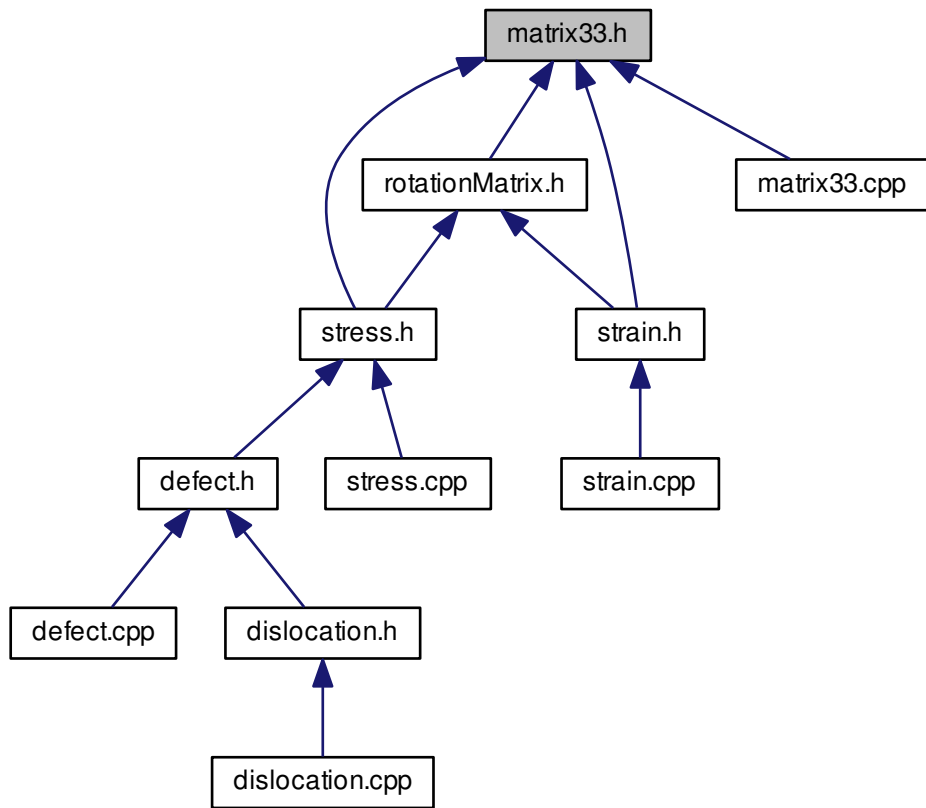 matrix33.h
rotationMatrix.h
matrix33.cpp
stress.h
strain.h
defect.h
stress.cpp
strain.cpp
defect.cpp
dislocation.h
dislocation.cpp